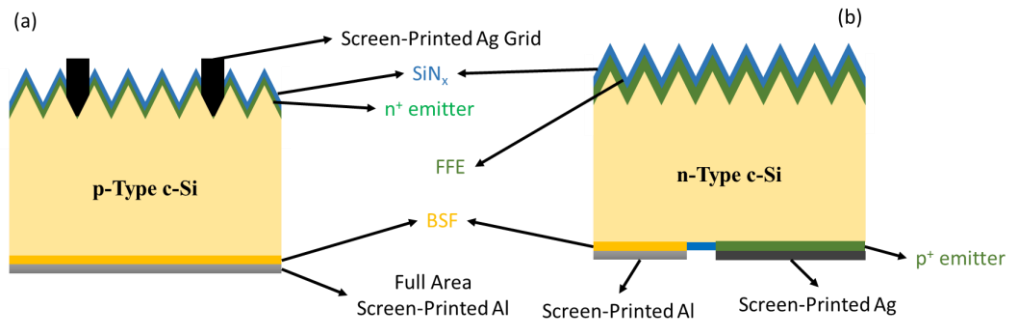 (a)
(b)
Screen-Printed Ag Grid
SiNx
n+ emitter
FFE
p-Type c-Si
n-Type c-Si
BSF
p+ emitter
Full Area
Screen-Printed Al
Screen-Printed Al
Screen-Printed Ag